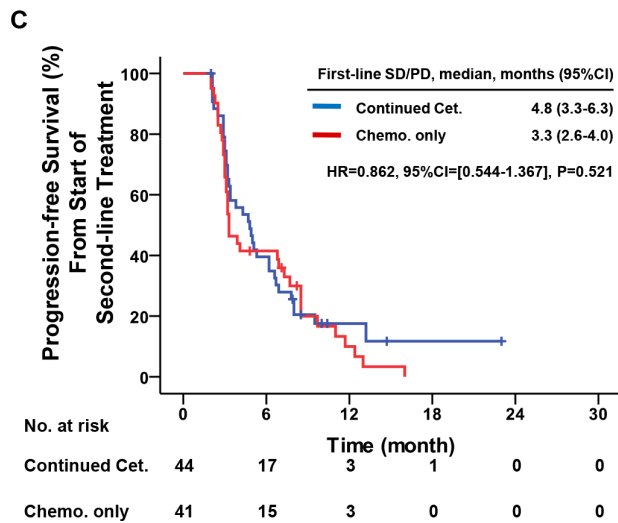 C
Progression-free Survival (%)
From Start of
Second-line Treatment
100
80
60
40
20
0
First-line SD/PD, median, months (95%CI)
Continued Cet. 4.8 (3.3-6.3)
Chemo. only 3.3 (2.6-4.0)
HR=0.862, 95%CI=[0.544-1.367], P=0.521
0 6 12 18 24 30
Time (month)
No. at risk
Continued Cet. 44 17 3 1 0 0
Chemo. only 41 15 3 0 0 0